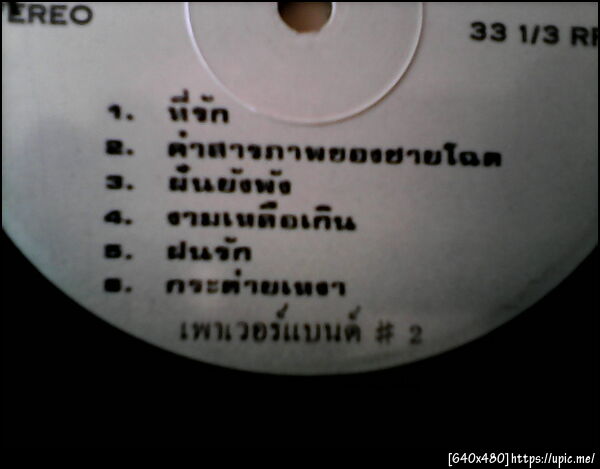 STEREO
33 1/3 RP
1. ที่รัก
2. คำสารภาพของชายโฉด
3. ผืนยังพัง
4. งามเหลือเกิน
5. ฝนรัก
6. กระต่ายเหงา
เพาเวอร์แบนด์ # 2
[640x480]https://upic.me/